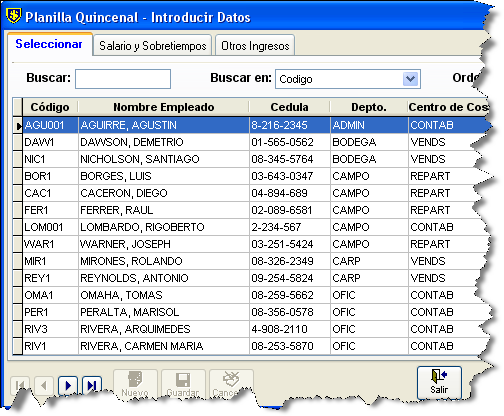 Planilla Quincenal - Introducir Datos
Seleccionar Salario y Sobretiempos Otros Ingresos
Buscar: Buscar en: Codigo Orde
Código Nombre Empleado Cedula Depto. Centro de Cos
AGU001 AGUIRRE, AGUSTIN 8-216-2345 ADMIN CONTAB
DAW1 DAWSON, DEMETRIO 01-565-0562 BODEGA VENDS
NIC1 NICHOLSON, SANTIAGO 08-345-5764 BODEGA VENDS
BOR1 BORGES, LUIS 03-643-0347 CAMPO REPART
CAC1 CACERON, DIEGO 04-894-689 CAMPO REPART
FER1 FERRER, RAUL 02-089-6581 CAMPO REPART
LOM001 LOMBARDO, RIGOBERTO 2-234-567 CAMPO CONTAB
WAR1 WARNER, JOSEPH 03-251-5424 CAMPO REPART
MIR1 MIRONES, ROLANDO 08-326-2349 CARP VENDS
REY1 REYNOLDS, ANTONIO 09-254-5824 CARP VENDS
OMA1 OMAHA, TOMAS 08-259-5662 OFIC CONTAB
PER1 PERALTA, MARISOL 08-356-0578 OFIC CONTAB
RIV3 RIVERA, ARQUIMEDES 4-908-2110 OFIC CONTAB
RIV1 RIVERA, CARMEN MARIA 08-253-5870 OFIC CONTAB
Nuevo Guardar Cance Salir